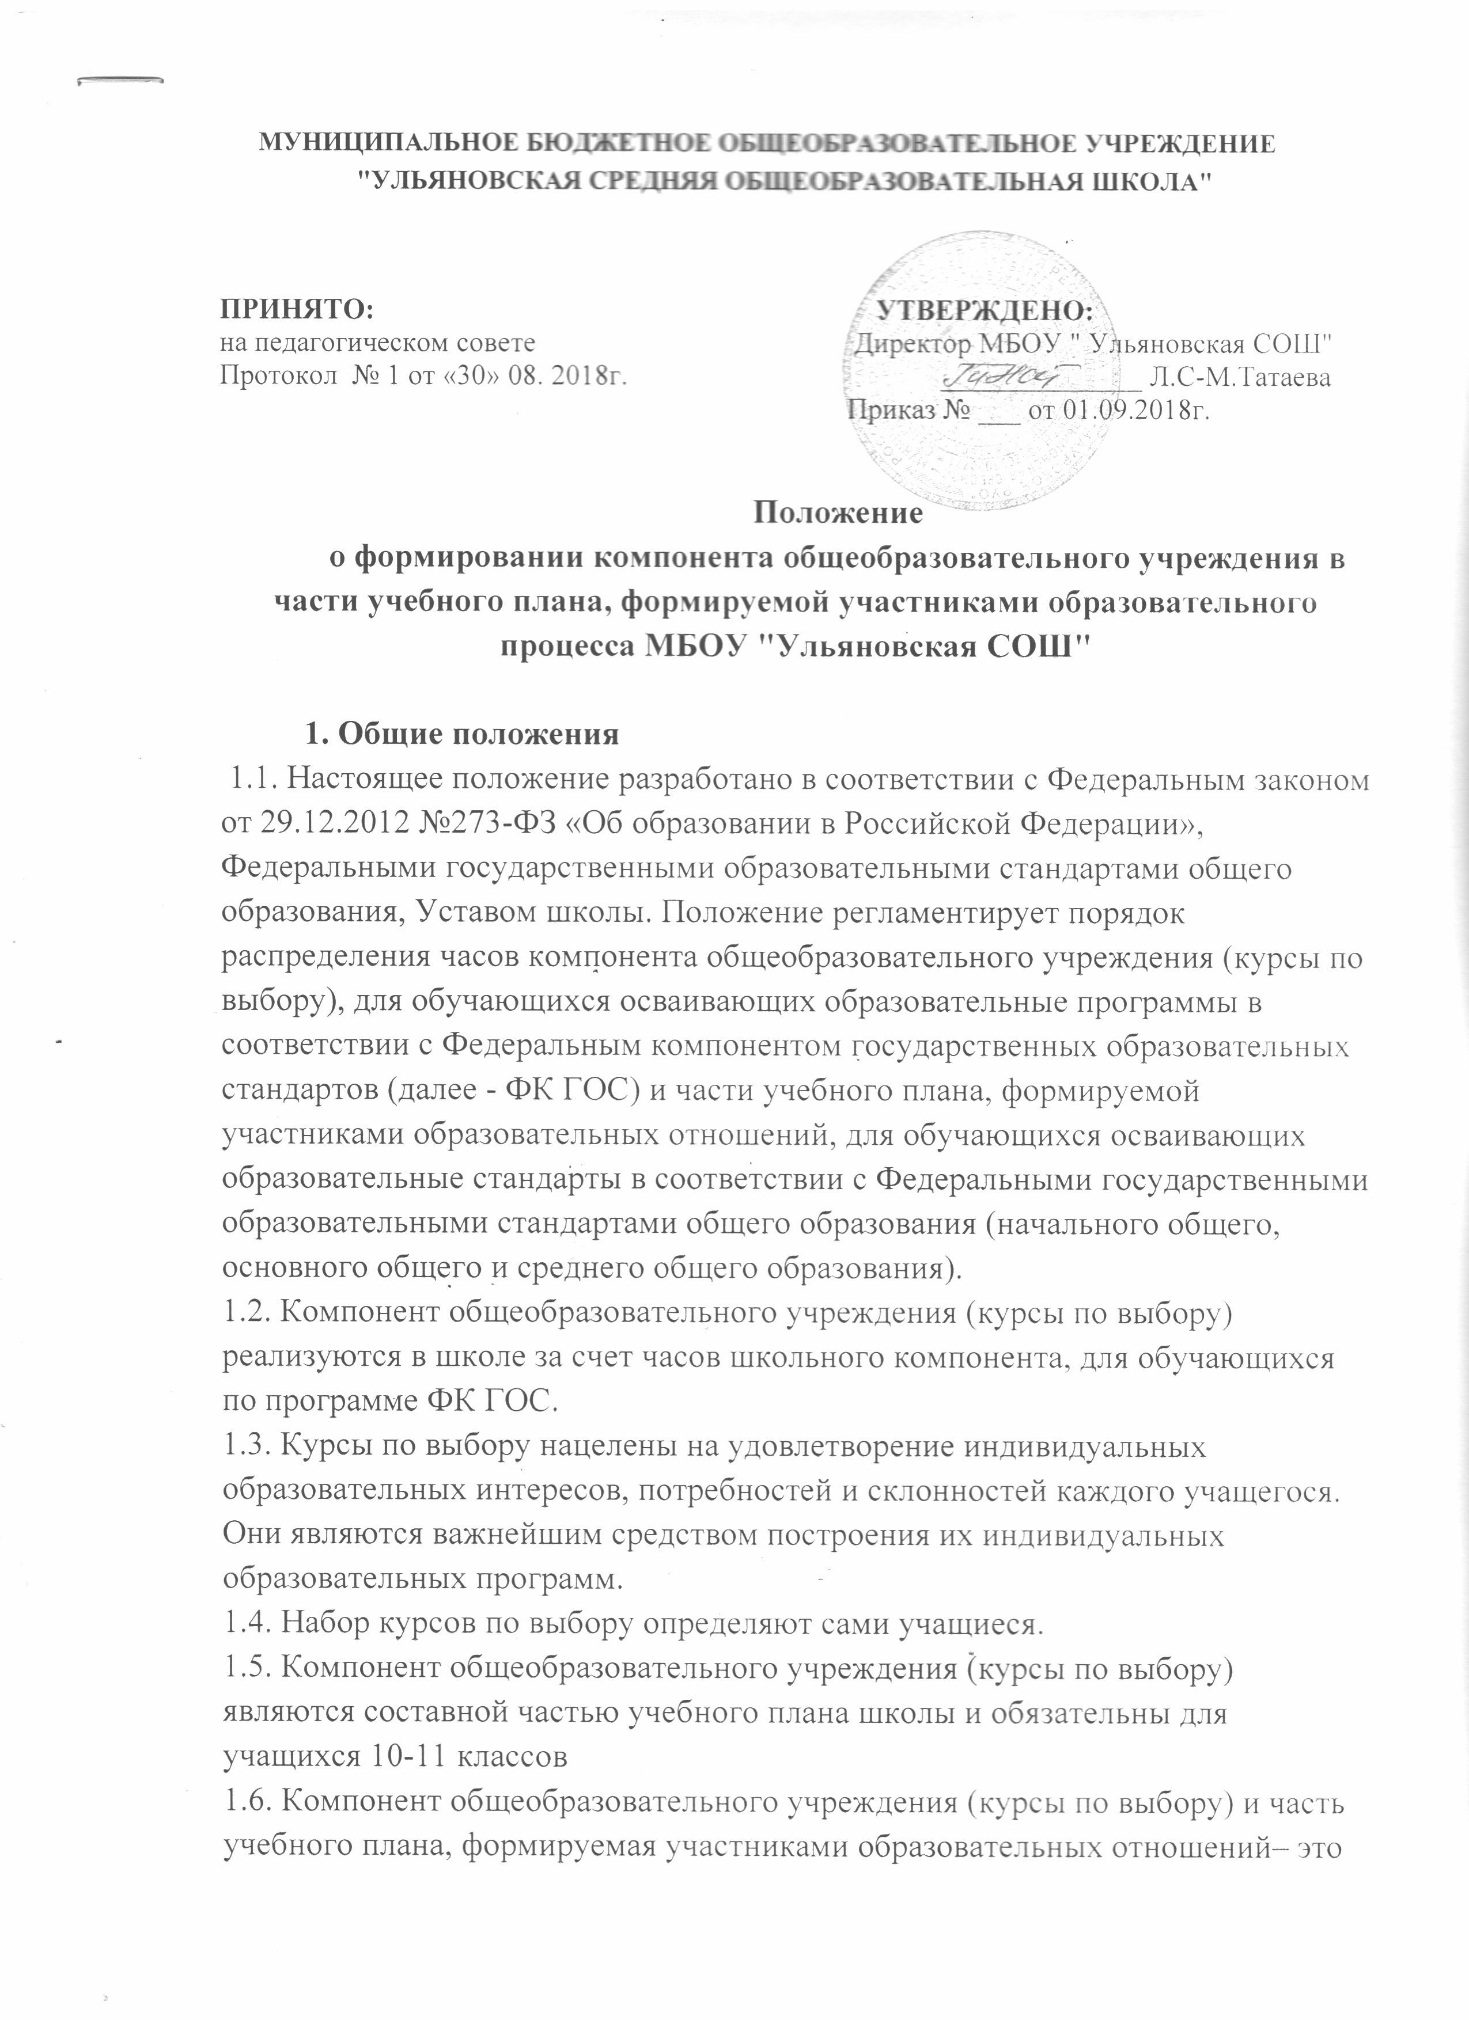 МУНИЦИПАЛЬНОЕ БЮДЖЕТНОЕ ОБЩЕОБРАЗОВАТЕЛЬНОЕ УЧРЕЖДЕНИЕ
"УЛЬЯНОВСКАЯ СРЕДНЯЯ ОБЩЕОБРАЗОВАТЕЛЬНАЯ ШКОЛА"
ПРИНЯТО:
на педагогическом совете
Протокол № 1 от «30» 08. 2018г.
УТВЕРЖДЕНО:
Директор МБОУ " Ульяновская СОШ"
______________ Л.С-М.Татаева
Приказ № ___ от 01.09.2018г.
Положение
о формировании компонента общеобразовательного учреждения в
части учебного плана, формируемой участниками образовательного
процесса МБОУ "Ульяновская СОШ"
1. Общие положения
1.1. Настоящее положение разработано в соответствии с Федеральным законом
от 29.12.2012 №273-ФЗ «Об образовании в Российской Федерации»,
Федеральными государственными образовательными стандартами общего
образования, Уставом школы. Положение регламентирует порядок
распределения часов компонента общеобразовательного учреждения (курсы по
выбору), для обучающихся осваивающих образовательные программы в
соответствии с Федеральным компонентом государственных образовательных
стандартов (далее - ФК ГОС) и части учебного плана, формируемой
участниками образовательных отношений, для обучающихся осваивающих
образовательные стандарты в соответствии с Федеральными государственными
образовательными стандартами общего образования (начального общего,
основного общего и среднего общего образования).
1.2. Компонент общеобразовательного учреждения (курсы по выбору)
реализуются в школе за счет часов школьного компонента, для обучающихся
по программе ФК ГОС.
1.3. Курсы по выбору нацелены на удовлетворение индивидуальных
образовательных интересов, потребностей и склонностей каждого учащегося.
Они являются важнейшим средством построения их индивидуальных
образовательных программ.
1.4. Набор курсов по выбору определяют сами учащиеся.
1.5. Компонент общеобразовательного учреждения (курсы по выбору)
являются составной частью учебного плана школы и обязательны для
учащихся 10-11 классов
1.6. Компонент общеобразовательного учреждения (курсы по выбору) и часть
учебного плана, формируемая участниками образовательных отношений– это